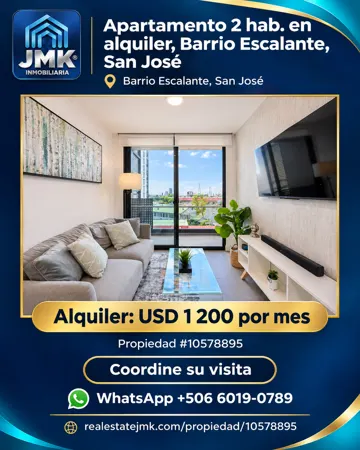 JMK®
INMOBILIARIA
Apartamento 2 hab. en
alquiler, Barrio Escalante,
San José
Barrio Escalante, San José
Alquiler: USD 1 200 por mes
Propiedad #10578895
Coordine su visita
WhatsApp +506 6019-0789
realestatejmk.com/propiedad/10578895